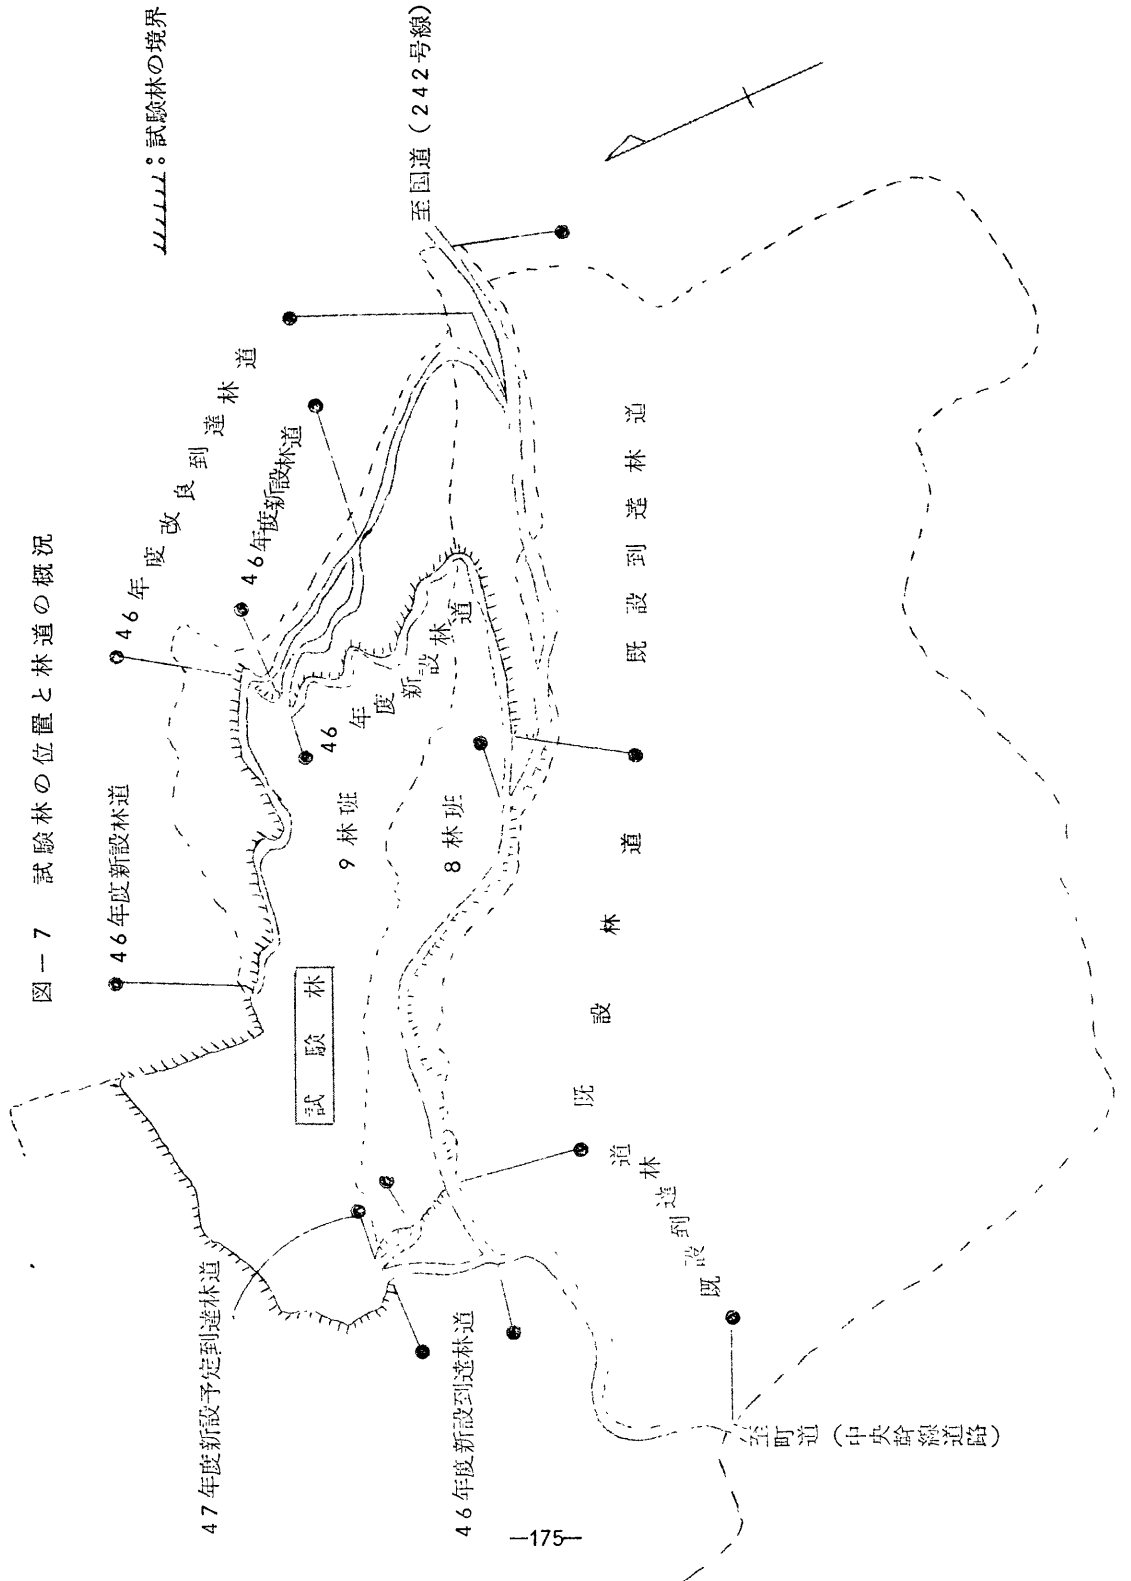 図－7　試験林の位置と林道の概況
：試験林の境界
至国道（242号線）
46年度改良到達林道
46年度新設林道
46年度新設林道
46年度新設林道
9林班
8林班
試験林
既設到達林道
既設林道
既設到達林道
47年度新設予定到達林道
46年度新設到達林道
至町道（中央幹線道路）
—175—